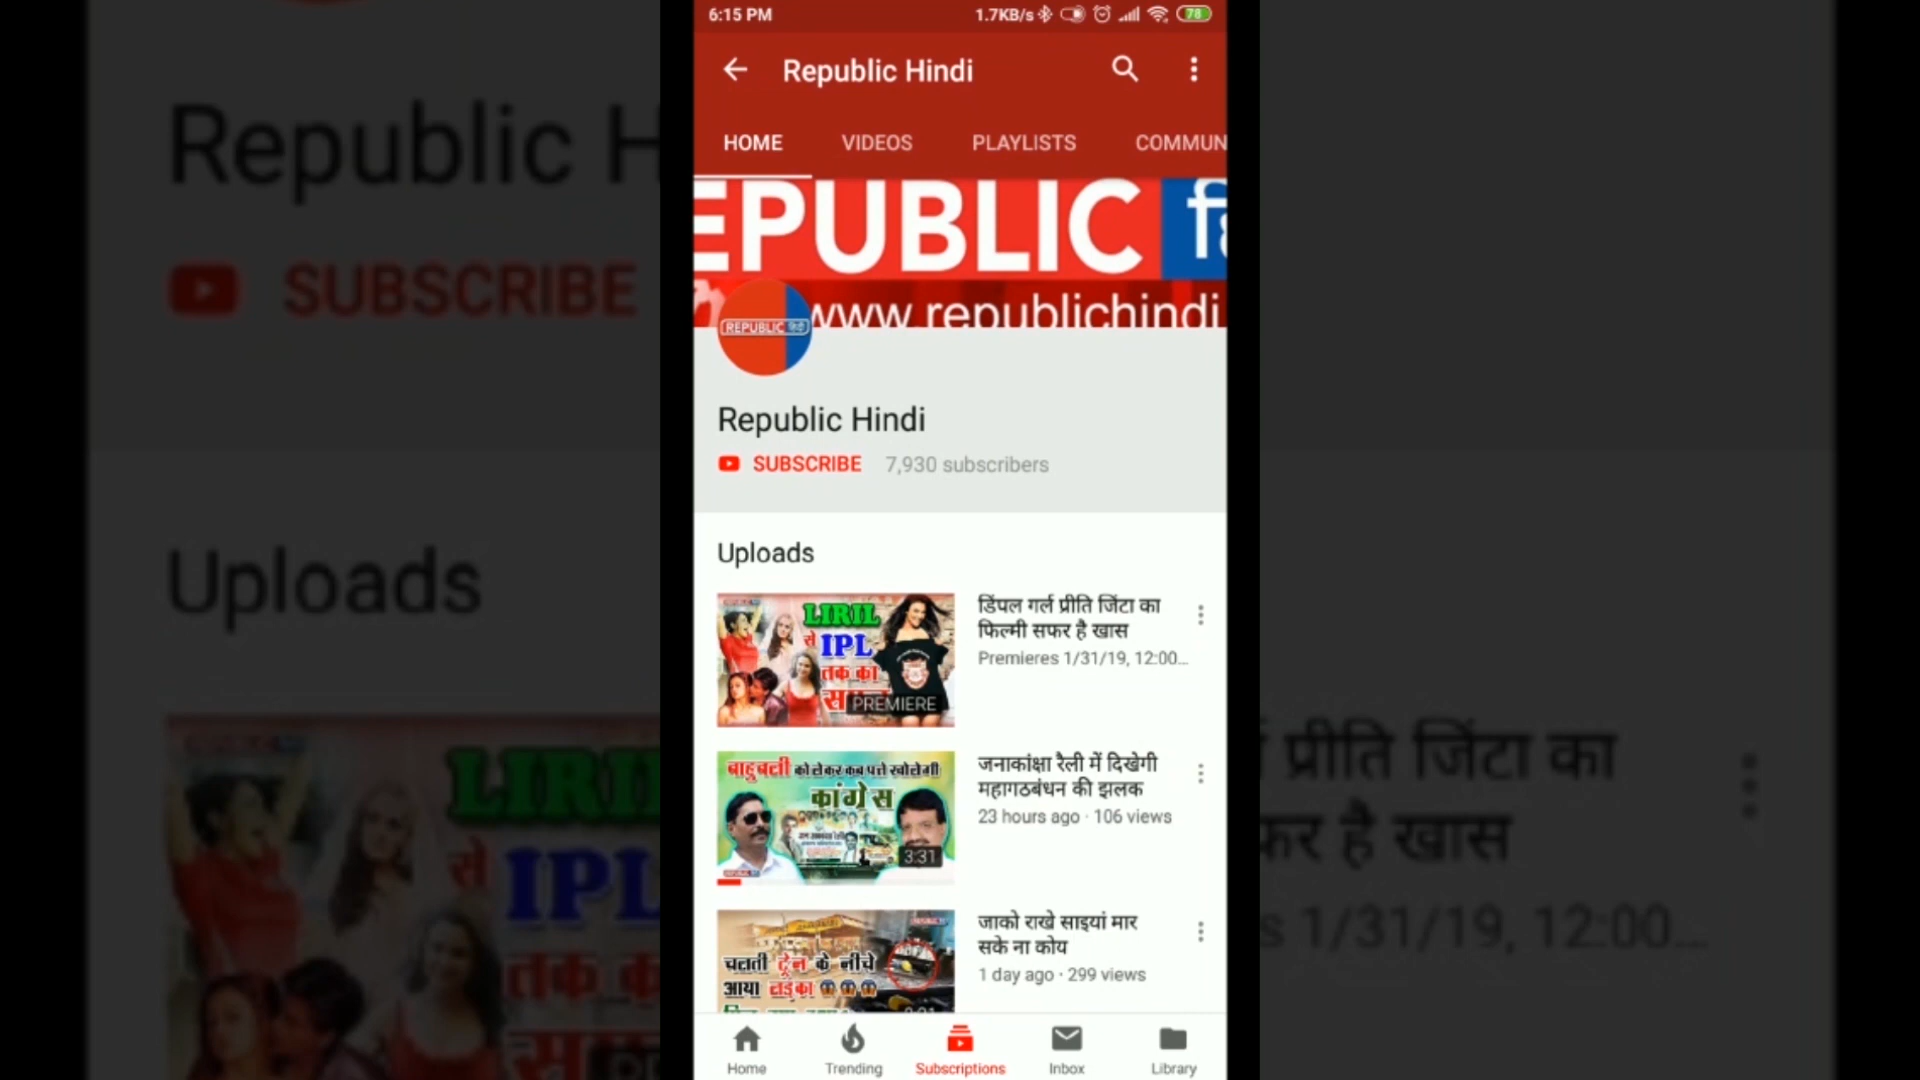 6:15 PM
1.7KB/s
78
Republic Hindi
HOME
VIDEOS
PLAYLISTS
COMMUN
EPUBLIC हि
www.republichindi
REPUBLIC हिंदी
Republic Hindi
SUBSCRIBE
7,930 subscribers
Uploads
LIRIL
से IPL
तक का
PREMIERE
डिंपल गर्ल प्रीति जिंटा का
फिल्मी सफर है खास
Premieres 1/31/19, 12:00...
बाहुबली को लेकर कब पत्ते खोलेगी
कांग्रेस
3:31
जनाकांक्षा रैली में दिखेगी
महागठबंधन की झलक
23 hours ago · 106 views
चलती ट्रेन के नीचे
आया लड़का
जाको राखे साइयां मार
सके ना कोय
1 day ago · 299 views
Home
Trending
Subscriptions
Inbox
Library
Republic H
SUBSCRIBE
Uploads
LIRIL
से IPL
तक क
प्रीति जिंटा का
फर है खास
s 1/31/19, 12:00...